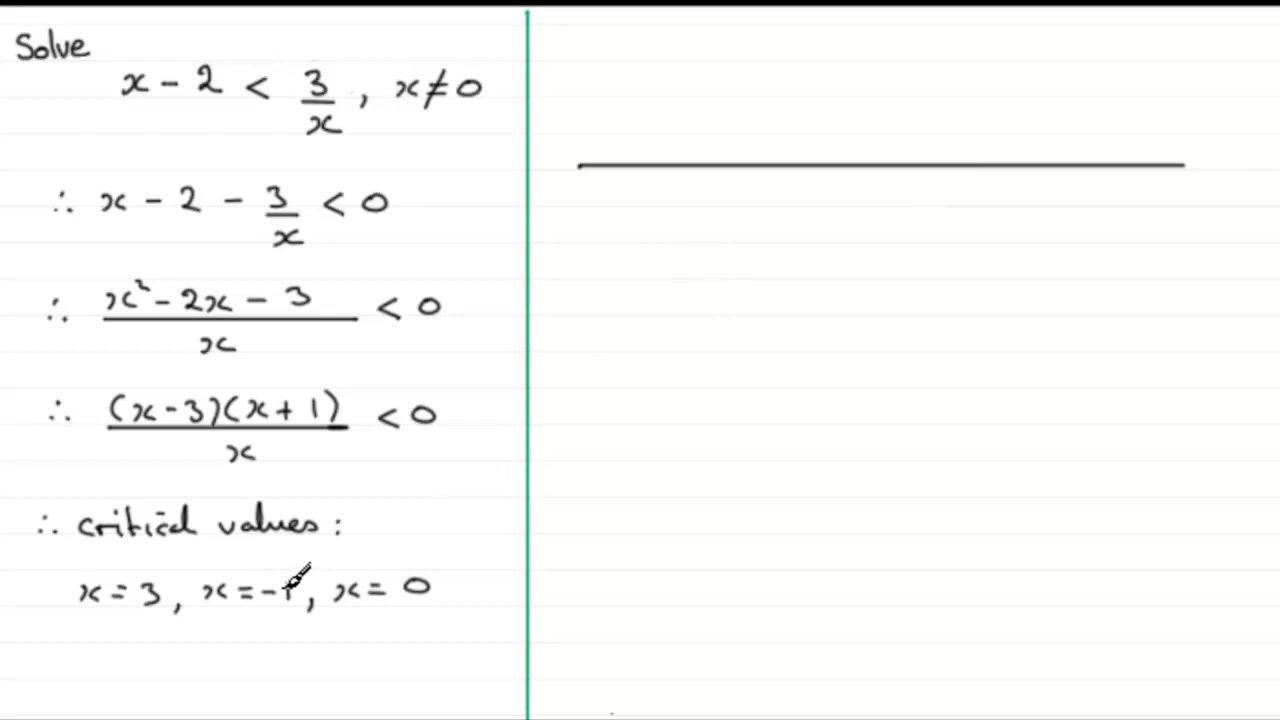 Solve
x - 2 < 3/x, x ≠ 0
∴ x - 2 - 3/x < 0
∴ (x² - 2x - 3)/x < 0
∴ (x - 3)(x + 1)/x < 0
∴ critical values:
x = 3, x = -1, x = 0